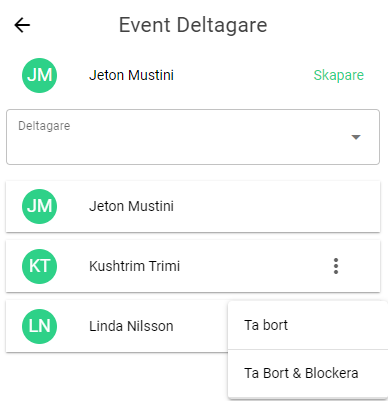 Event Deltagare
JM Jeton Mustini Skapare
Deltagare
JM Jeton Mustini
KT Kushtrim Trimi
LN Linda Nilsson
Ta bort
Ta Bort & Blockera